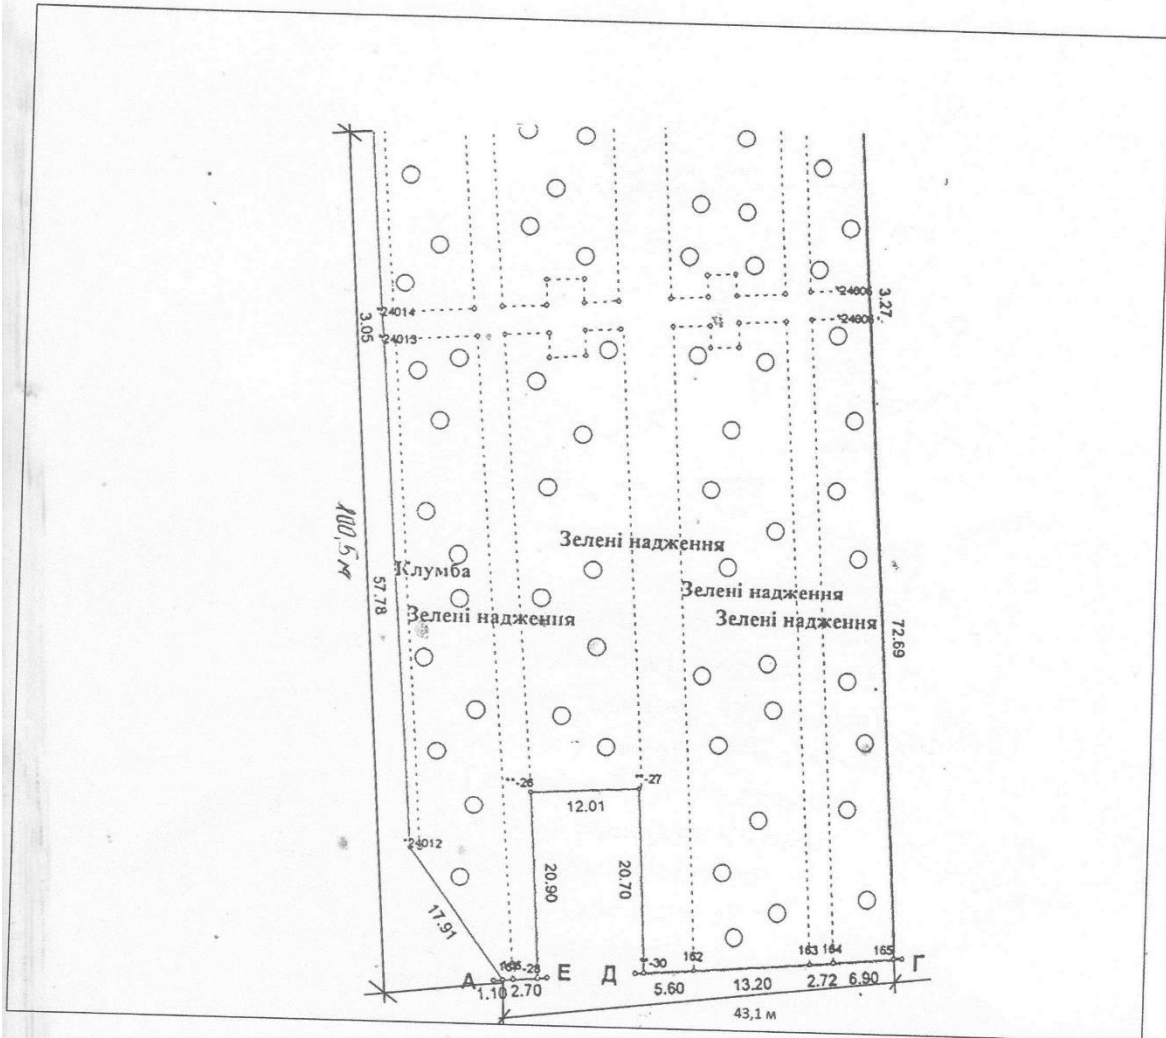 24006
24014
3.27
24006
3.05
24013
Зелені надження
100,5 м
Клумба
57.78
Зелені надження
Зелені надження
Зелені надження
72.69
-26
-27
12.01
24012
20.90
20.70
17.91
162
163
164
165
-28
-30
А
Е
Д
Г
1.10
2.70
5.60
13.20
2.72
6.90
43,1 м